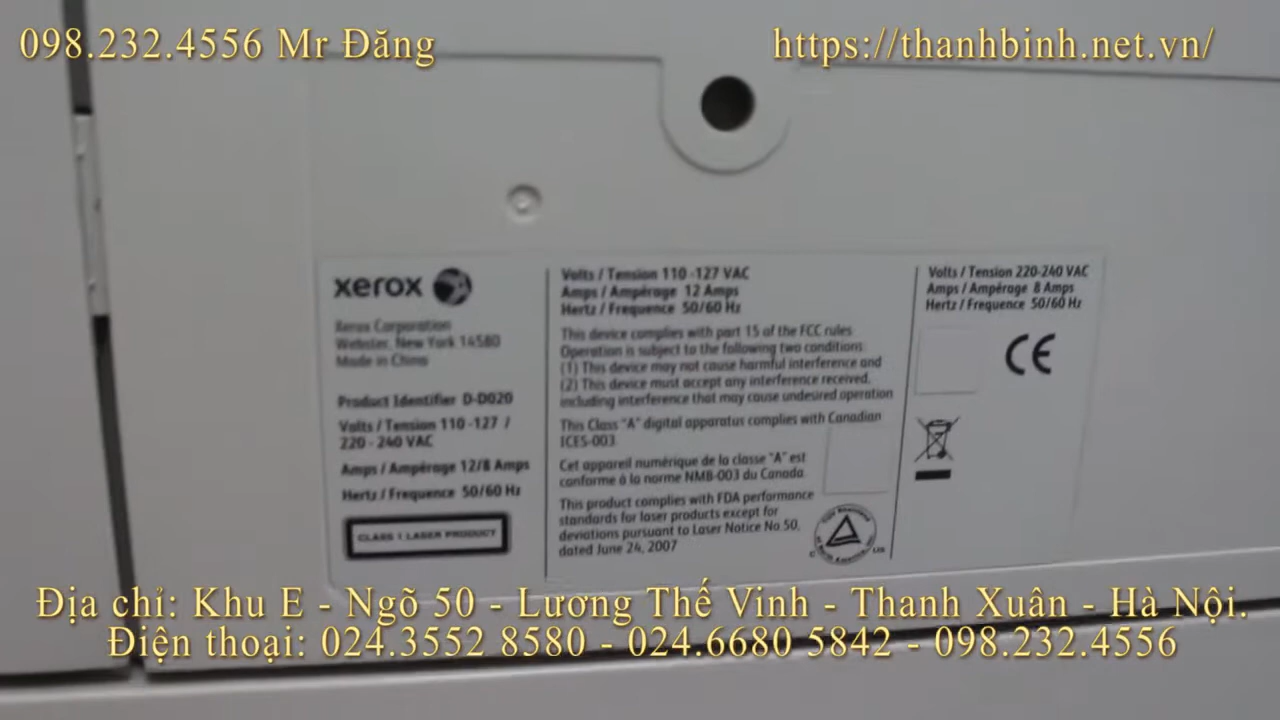 098.232.4556 Mr Đăng
https://thanhbinh.net.vn/
xerox
Xerox Corporation
Webster, New York 14580
Made in China
Product Identifier D-D020
Volts / Tension 110-127 /
220 - 240 VAC
Amps / Ampérage 12/8 Amps
Hertz / Frequence 50/60 Hz
CLASS 1 LASER PRODUCT
Volts / Tension 110-127 VAC
Amps / Ampérage 12 Amps
Hertz / Frequence 50/60 Hz
This device complies with part 15 of the FCC rules
Operation is subject to the following two conditions:
(1) This device may not cause harmful interference and
(2) This device must accept any interference received,
including interference that may cause undesired operation
This Class "A" digital apparatus complies with Canadian
ICES-003
Cet appareil numérique de la classe "A" est
conforme à la norme NMB-003 du Canada
This product complies with FDA performance
standards for laser products except for
deviations pursuant to Laser Notice No.50,
dated June 24, 2007
Volts / Tension 220-240 VAC
Amps / Ampérage 8 Amps
Hertz / Frequence 50/60 Hz
CE
Địa chỉ: Khu E - Ngõ 50 - Lương Thế Vinh - Thanh Xuân - Hà Nội.
Điện thoại: 024.3552 8580 - 024.6680 5842 - 098.232.4556